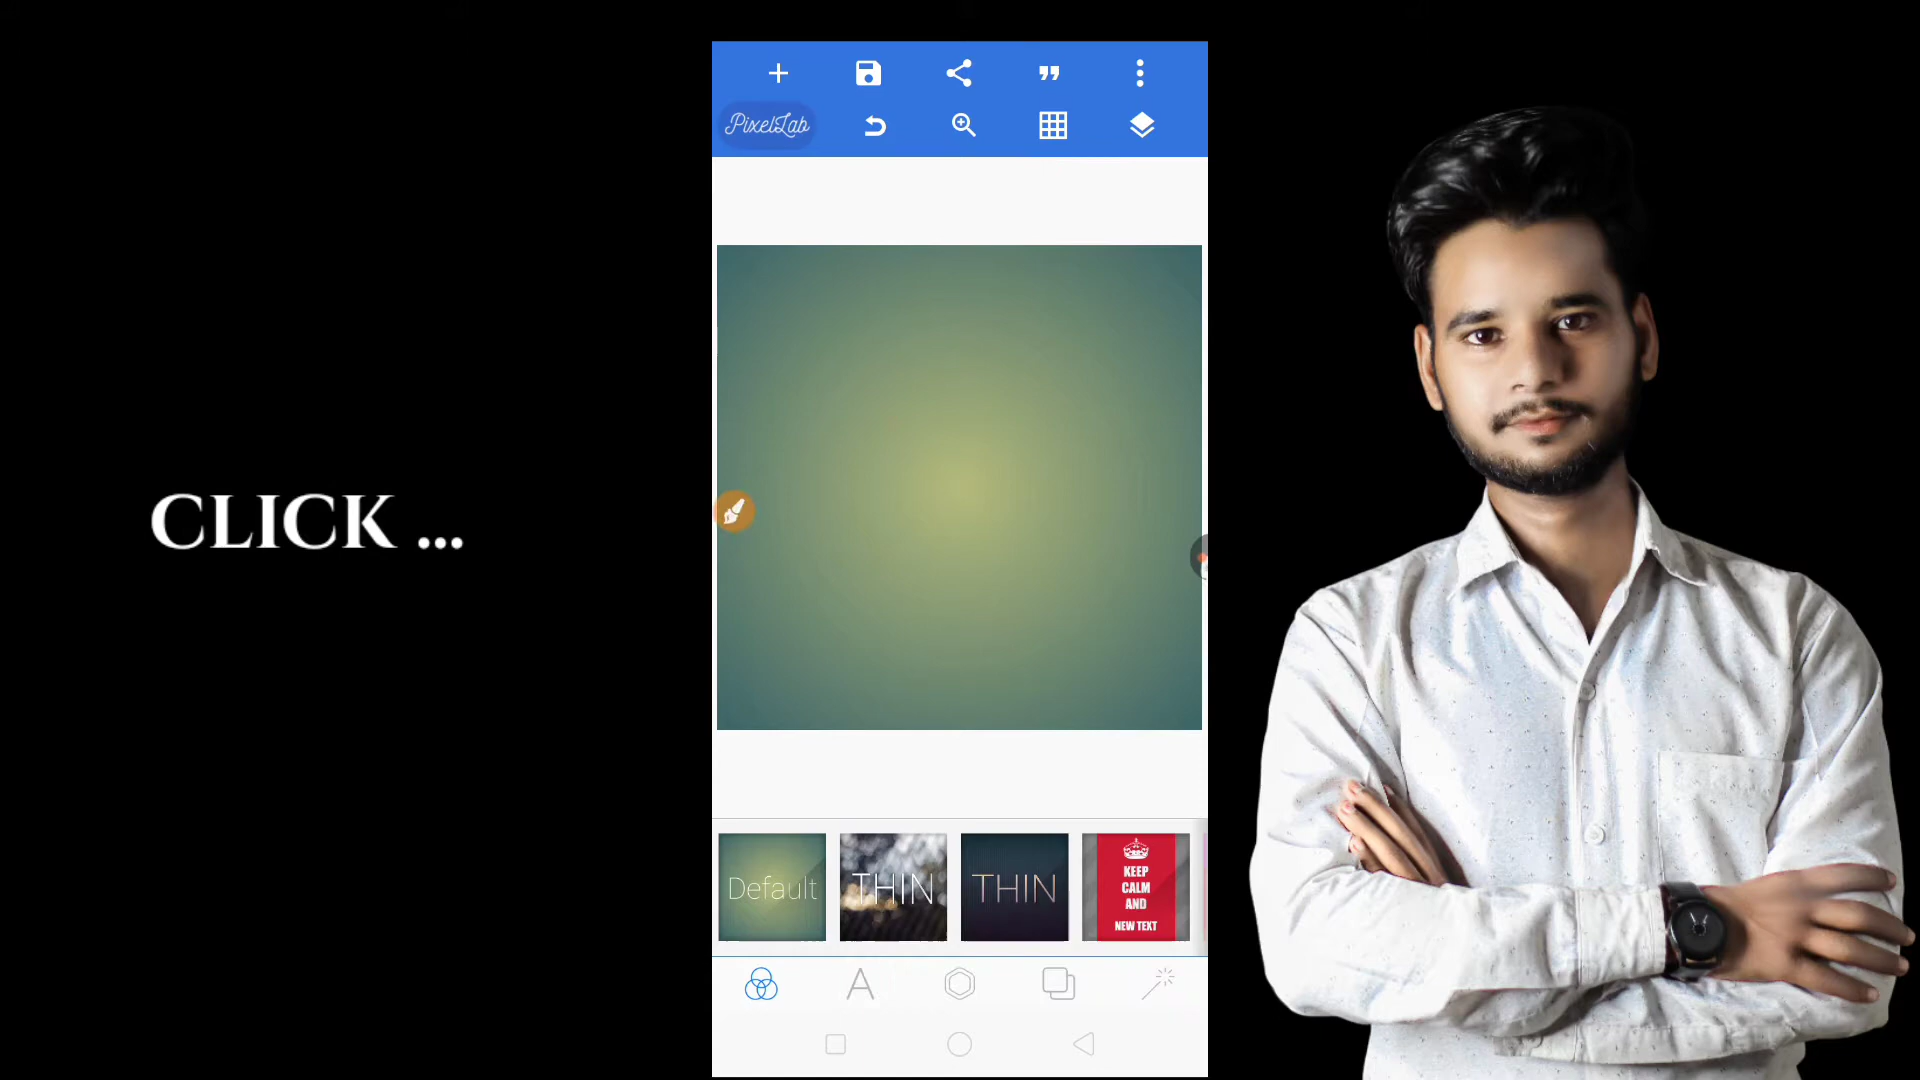 PixelLab
CLICK ...
Default
THIN
THIN
KEEP
CALM
AND
NEW TEXT